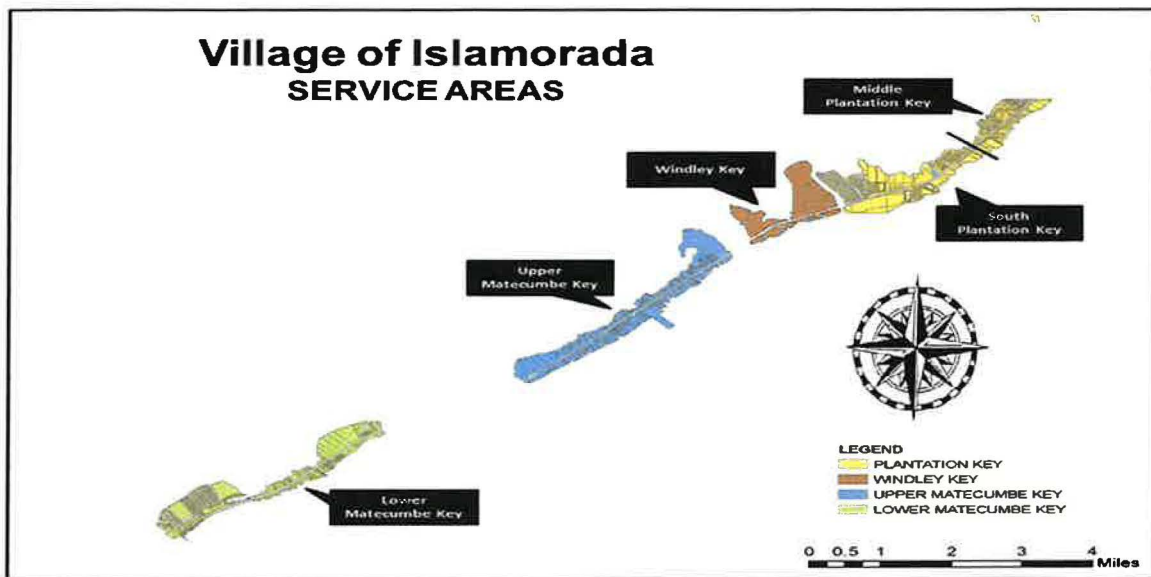 Village of Islamorada
SERVICE AREAS
Middle
Plantation Key
Windley Key
South
Plantation Key
Upper
Matecumbe Key
Lower
Matecumbe Key
LEGEND
PLANTATION KEY
WINDLEY KEY
UPPER MATECUMBE KEY
LOWER MATECUMBE KEY
0 0.5 1 2 3 4
Miles